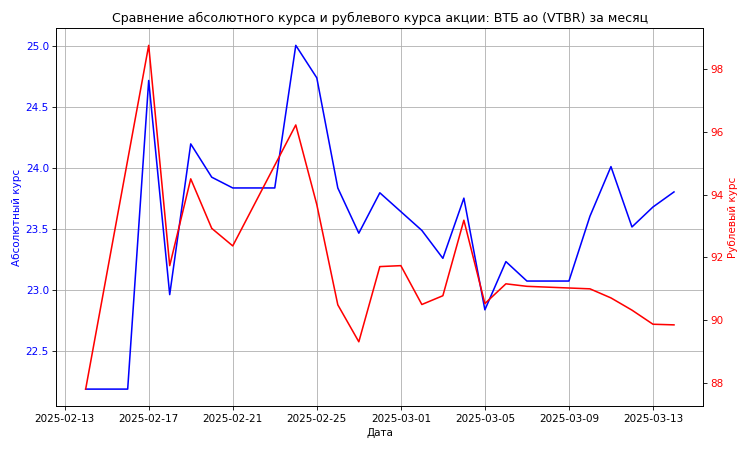 Сравнение абсолютного курса и рублевого курса акции: ВТБ ао (VTBR) за месяц
25.0
24.5
24.0
23.5
23.0
22.5
Абсолютный курс
98
96
94
92
90
88
Рублевый курс
2025-02-13 2025-02-17 2025-02-21 2025-02-25 2025-03-01 2025-03-05 2025-03-09 2025-03-13
Дата